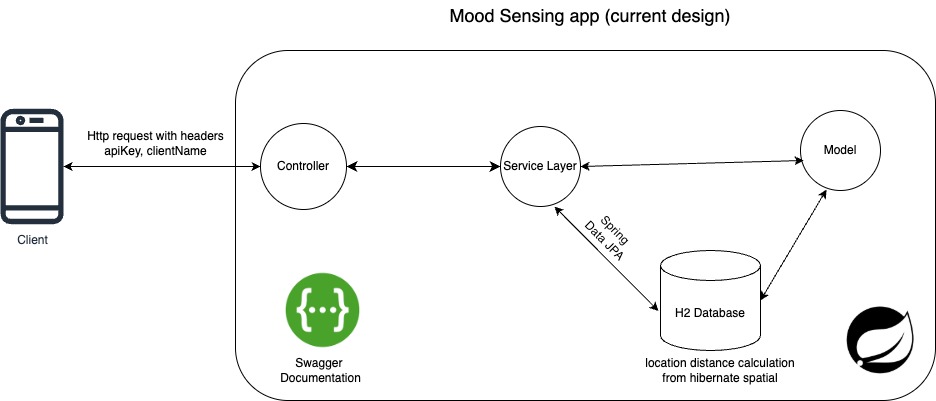 Mood Sensing app (current design)
Http request with headers
apiKey, clientName
Controller
Service Layer
Model
Client
Spring
Data JPA
H2 Database
{···}
Swagger
Documentation
location distance calculation
from hibernate spatial